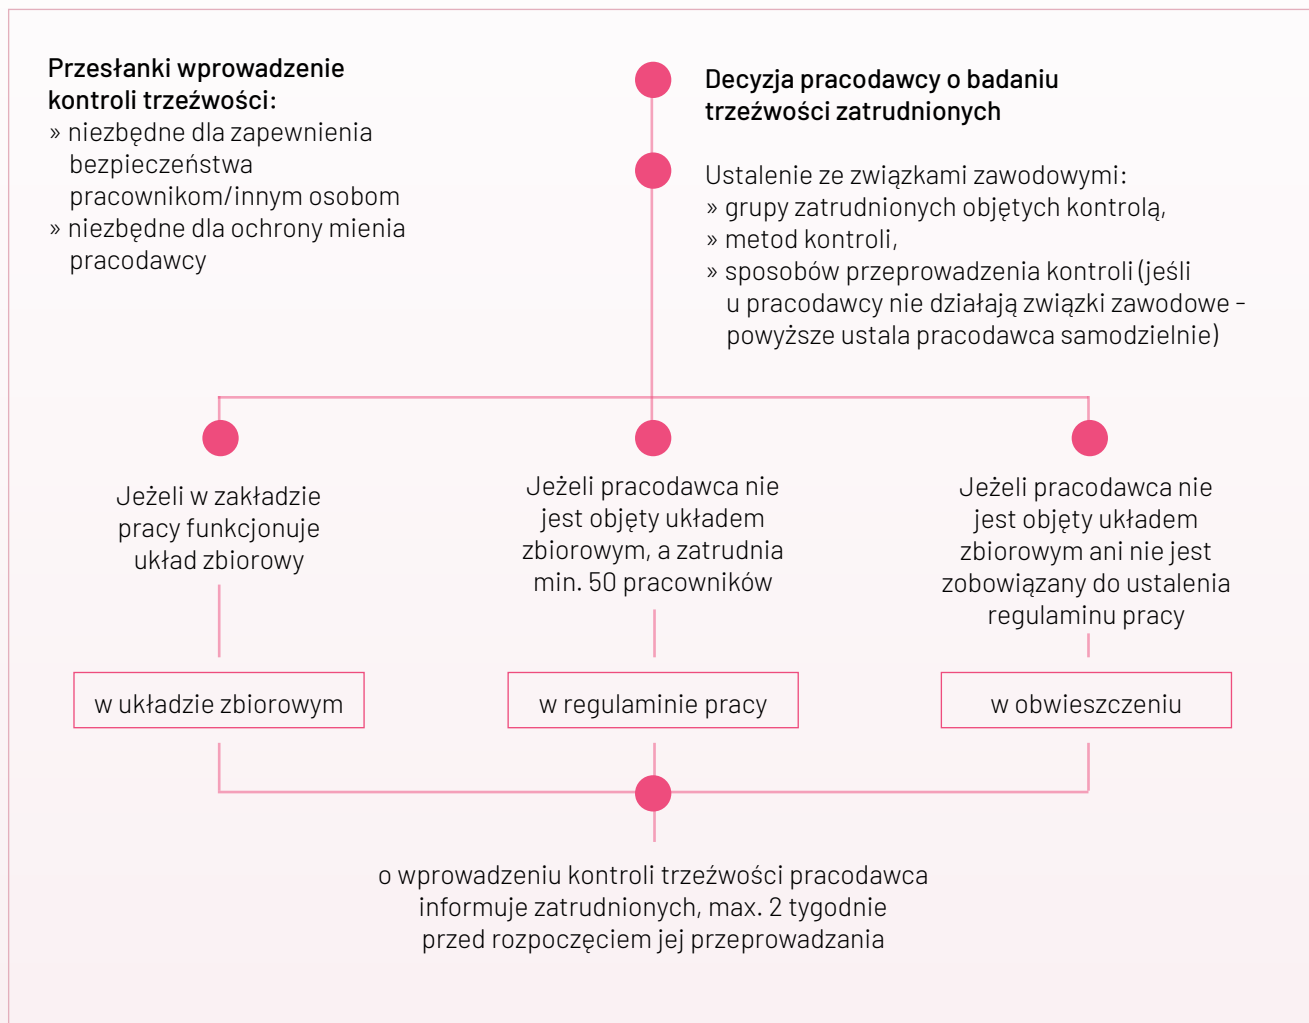 Przesłanki wprowadzenie
kontroli trzeźwości:
» niezbędne dla zapewnienia
bezpieczeństwa
pracownikom/innym osobom
» niezbędne dla ochrony mienia
pracodawcy
Decyzja pracodawcy o badaniu
trzeźwości zatrudnionych
Ustalenie ze związkami zawodowymi:
» grupy zatrudnionych objętych kontrolą,
» metod kontroli,
» sposobów przeprowadzenia kontroli (jeśli
u pracodawcy nie działają związki zawodowe -
powyższe ustala pracodawca samodzielnie)
Jeżeli w zakładzie
pracy funkcjonuje
układ zbiorowy
Jeżeli pracodawca nie
jest objęty układem
zbiorowym, a zatrudnia
min. 50 pracowników
Jeżeli pracodawca nie
jest objęty układem
zbiorowym ani nie jest
zobowiązany do ustalenia
regulaminu pracy
w układzie zbiorowym
w regulaminie pracy
w obwieszczeniu
o wprowadzeniu kontroli trzeźwości pracodawca
informuje zatrudnionych, max. 2 tygodnie
przed rozpoczęciem jej przeprowadzania